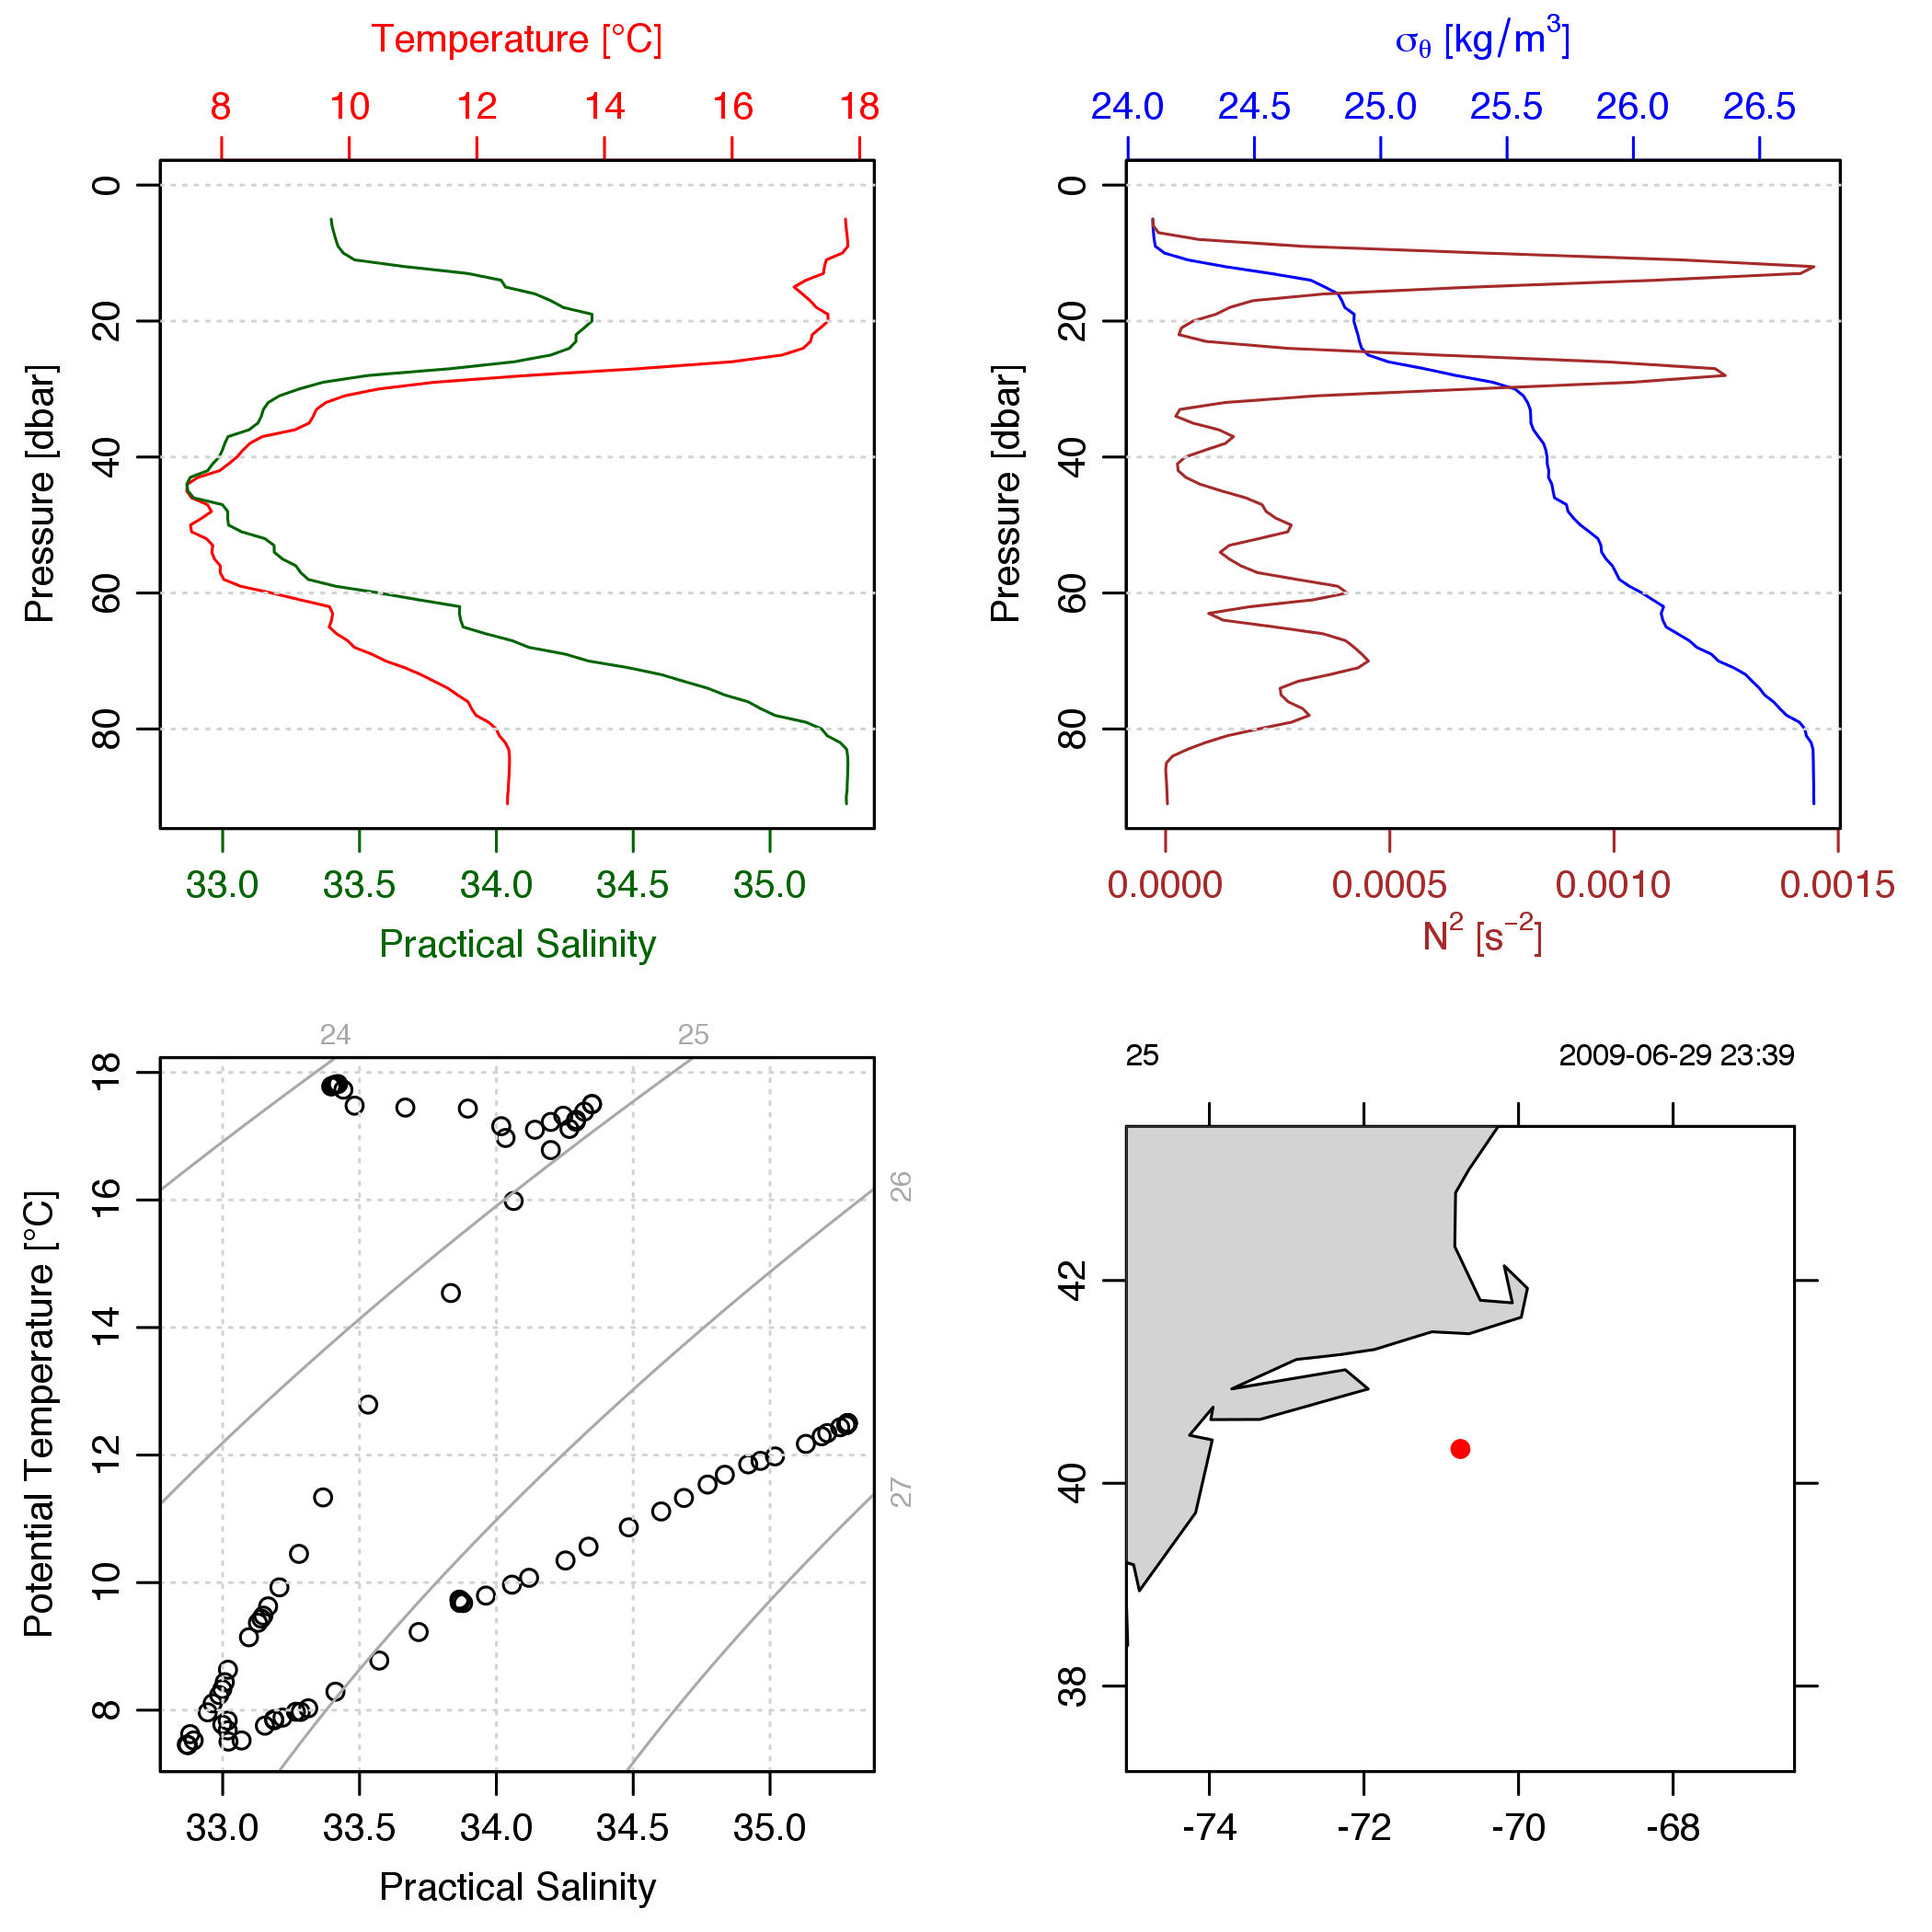 Temperature [°C]
8 10 12 14 16 18
0
20
40
60
80
Pressure [dbar]
33.0 33.5 34.0 34.5 35.0
Practical Salinity
σθ [kg/m³]
24.0 24.5 25.0 25.5 26.0 26.5
0
20
40
60
80
Pressure [dbar]
0.0000 0.0005 0.0010 0.0015
N² [s⁻²]
24 25
26
27
18
16
14
12
10
8
Potential Temperature [°C]
33.0 33.5 34.0 34.5 35.0
Practical Salinity
25 2009-06-29 23:39
42
40
38
-74 -72 -70 -68